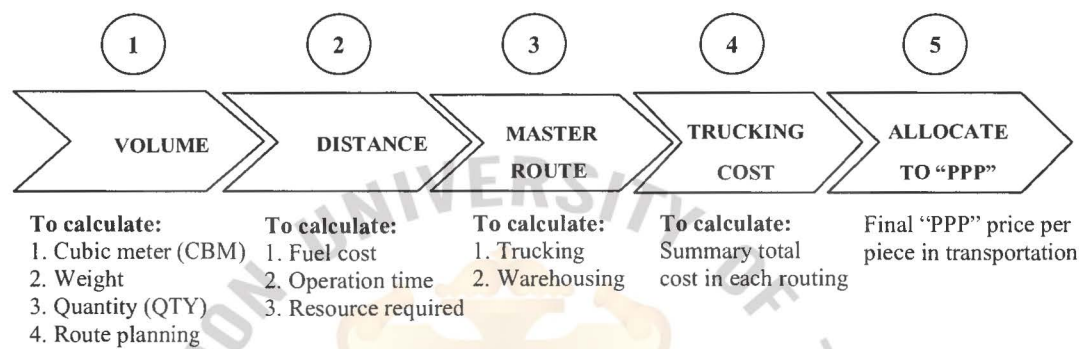 1
2
3
4
5
VOLUME
DISTANCE
MASTER
ROUTE
TRUCKING
COST
ALLOCATE
TO “PPP”
To calculate:
1. Cubic meter (CBM)
2. Weight
3. Quantity (QTY)
4. Route planning
To calculate:
1. Fuel cost
2. Operation time
3. Resource required
To calculate:
1. Trucking
2. Warehousing
To calculate:
Summary total
cost in each routing
Final “PPP” price per
piece in transportation
UNIVERSITY OF